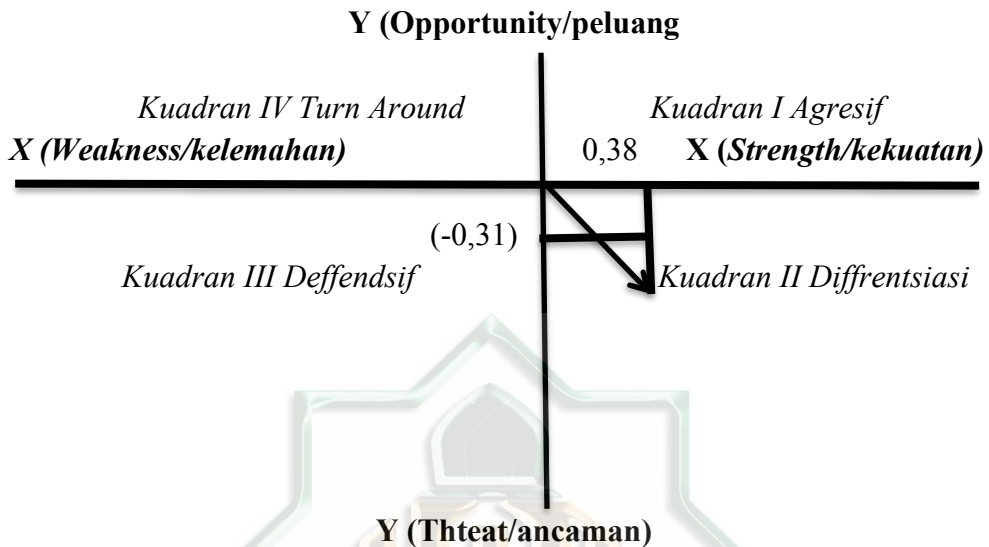 Y (Opportunity/peluang
Kuadran IV Turn Around
Kuadran I Agresif
X (Weakness/kelemahan)
0,38
X (Strength/kekuatan)
(-0,31)
Kuadran III Deffendsif
Kuadran II Diffrentsiasi
Y (Thteat/ancaman)